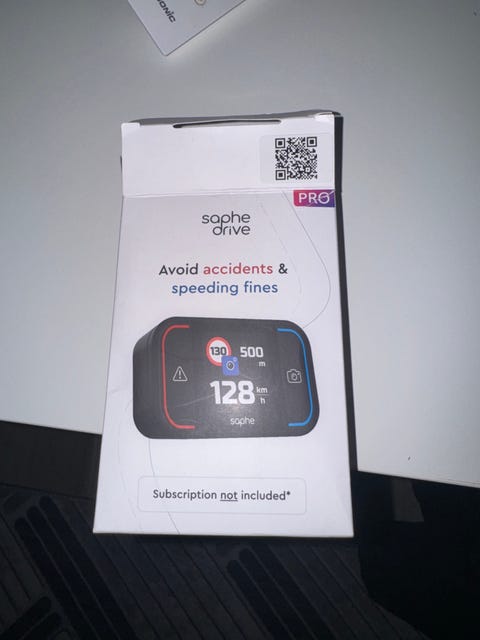 PRO
saphe
drive
Avoid accidents &
speeding fines
130
500
m
128 km
h
saphe
Subscription not included*